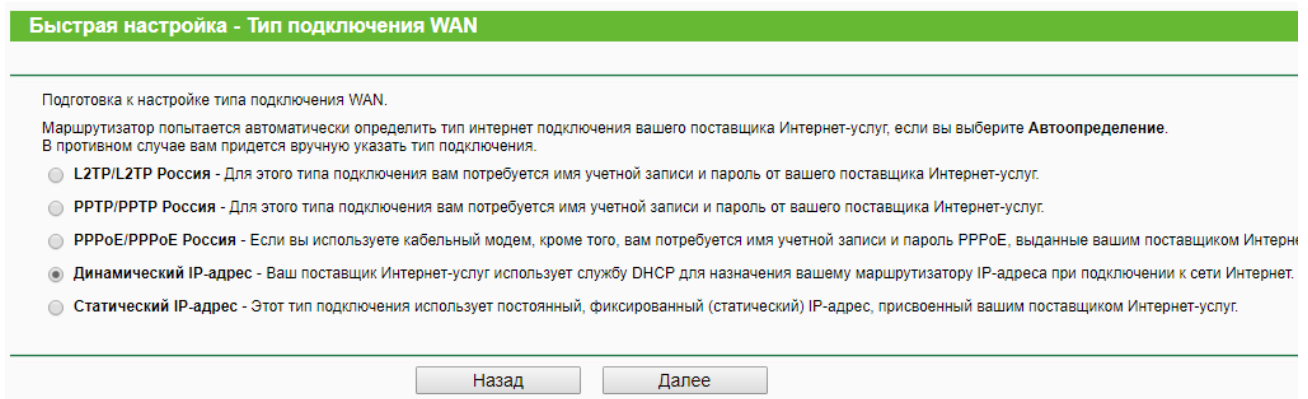 Быстрая настройка - Тип подключения WAN
Подготовка к настройке типа подключения WAN.
Маршрутизатор попытается автоматически определить тип интернет подключения вашего поставщика Интернет-услуг, если вы выберите Автоопределение.
В противном случае вам придется вручную указать тип подключения.
L2TP/L2TP Россия - Для этого типа подключения вам потребуется имя учетной записи и пароль от вашего поставщика Интернет-услуг.
PPTP/PPTP Россия - Для этого типа подключения вам потребуется имя учетной записи и пароль от вашего поставщика Интернет-услуг.
PPPoE/PPPoE Россия - Если вы используете кабельный модем, кроме того, вам потребуется имя учетной записи и пароль PPPoE, выданные вашим поставщиком Интерне
Динамический IP-адрес - Ваш поставщик Интернет-услуг использует службу DHCP для назначения вашему маршрутизатору IP-адреса при подключении к сети Интернет.
Статический IP-адрес - Этот тип подключения использует постоянный, фиксированный (статический) IP-адрес, присвоенный вашим поставщиком Интернет-услуг.
Назад Далее